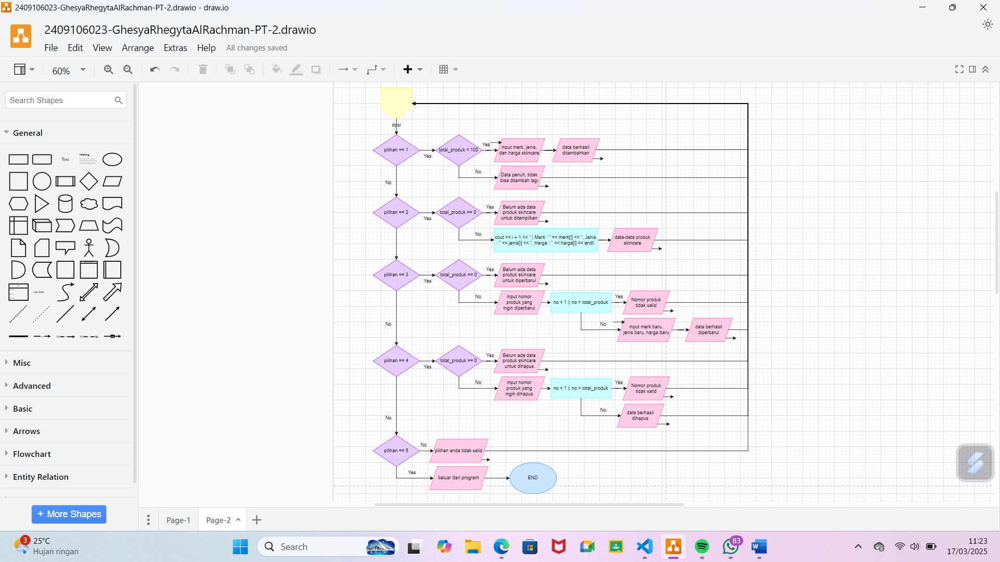 2409106023-GhesyaRhegytaAlRachman-PT-2.drawio - draw.io
2409106023-GhesyaRhegytaAlRachman-PT-2.drawio
File Edit View Arrange Extras Help All changes saved
60%
Search Shapes
General
Text
Heading
List Item
Misc
Advanced
Basic
Arrows
Flowchart
Entity Relation
+ More Shapes
opsi
pilihan == 1
Yes
total_produk < 100
Yes
input merk, jenis,
dan harga skincare
data berhasil
ditambahkan
No
Data penuh, tidak
bisa ditambah lagi
No
pilihan == 2
Yes
total_produk == 0
Yes
Belum ada data
produk skincare
untuk ditampilkan
No
cout << i + 1 << " | Merk : " << merk[i] << ", Jenis
: " << jenis[i] << ", Harga : " << harga[i] << endl;
data-data produk
skincare
pilihan == 3
Yes
total_produk == 0
Yes
Belum ada data
produk skincare
untuk diperbarui
No
input nomor
produk yang
ingin diperbarui
no < 1 || no > total_produk
Yes
Nomor produk
tidak valid
No
input merk baru,
jenis baru, harga baru
data berhasil
diperbarui
No
pilihan == 4
Yes
total_produk == 0
Yes
Belum ada data
produk skincare
untuk dihapus
No
input nomor
produk yang
ingin dihapus
no < 1 || no > total_produk
Yes
Nomor produk
tidak valid
No
data berhasil
dihapus
No
pilihan == 5
No
pilihan anda tidak valid
Yes
keluar dari program
END
Page-1
Page-2
3
25°C
Hujan ringan
Search
83
11:23
17/03/2025